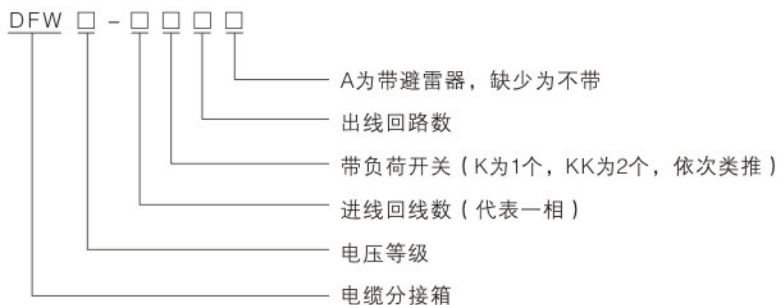 DFW □ - □ □ □ □
A为带避雷器，缺少为不带
出线回路数
带负荷开关（K为1个，KK为2个，依次类推）
进线回线数（代表一相）
电压等级
电缆分接箱